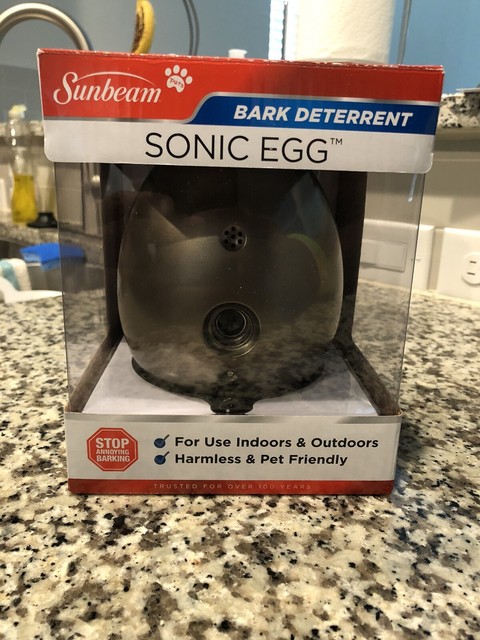 Sunbeam
Pets
BARK DETERRENT
SONIC EGG™
STOP
ANNOYING
BARKING
For Use Indoors & Outdoors
Harmless & Pet Friendly
TRUSTED FOR OVER 100 YEARS